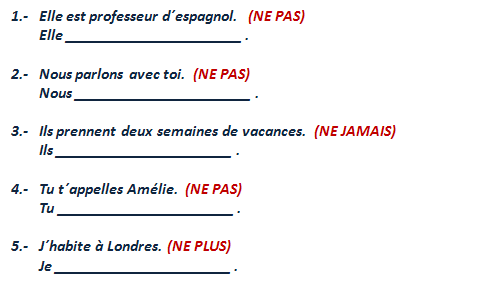 1.- Elle est professeur d´espagnol. (NE PAS)
Elle ______________________ .
2.- Nous parlons avec toi. (NE PAS)
Nous ______________________ .
3.- Ils prennent deux semaines de vacances. (NE JAMAIS)
Ils ______________________ .
4.- Tu t´appelles Amélie. (NE PAS)
Tu ______________________ .
5.- J´habite à Londres. (NE PLUS)
Je ______________________ .